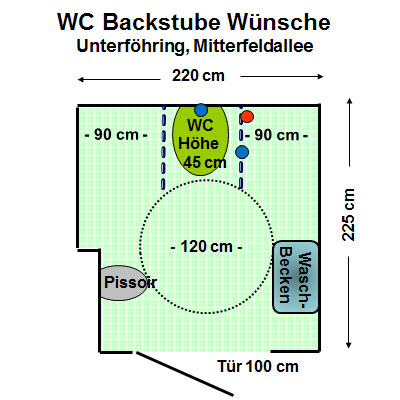 WC Backstube Wünsche
Unterföhring, Mitterfeldallee
220 cm
- 90 cm -
WC
Höhe
45 cm
- 90 cm -
225 cm
- 120 cm -
Wasch-
Becken
Pissoir
Tür 100 cm